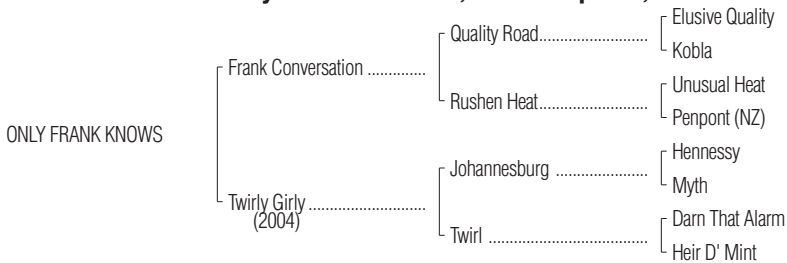 Elusive Quality
Quality Road
Kobla
Frank Conversation
Unusual Heat
Rushen Heat
Penpont (NZ)
ONLY FRANK KNOWS
Hennessy
Johannesburg
Myth
Twirly Girly
(2004)
Darn That Alarm
Twirl
Heir D' Mint